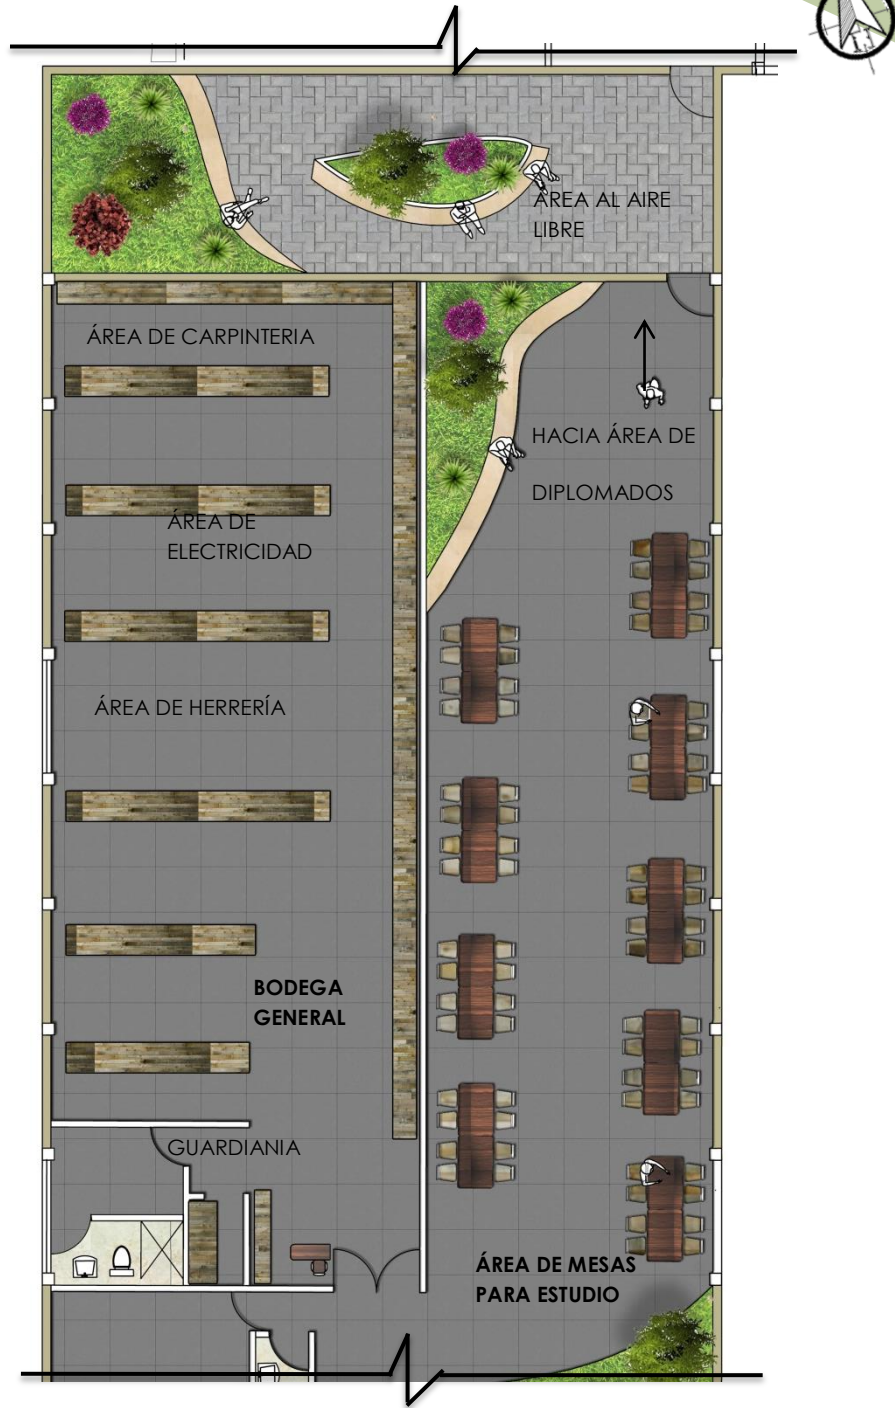 ÁREA AL AIRE
LIBRE
ÁREA DE CARPINTERIA
HACIA ÁREA DE
DIPLOMADOS
ÁREA DE
ELECTRICIDAD
ÁREA DE HERRERÍA
BODEGA
GENERAL
GUARDIANIA
ÁREA DE MESAS
PARA ESTUDIO